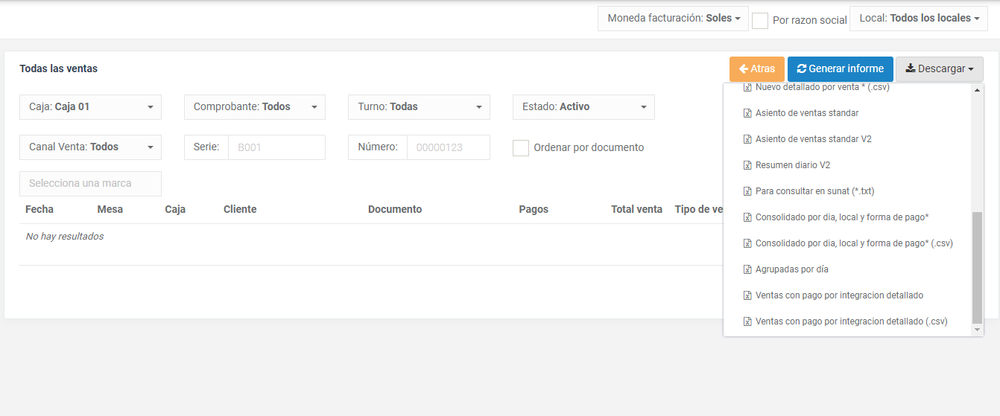 Moneda facturación: Soles
Por razon social
Local: Todos los locales
Todas las ventas
Atras
Generar informe
Descargar
Caja: Caja 01
Comprobante: Todos
Turno: Todas
Estado: Activo
Canal Venta: Todos
Serie: B001
Número: 00000123
Ordenar por documento
Selecciona una marca
Fecha Mesa Caja Cliente Documento Pagos Total venta Tipo de ve
No hay resultados
Nuevo detallado por venta * (.csv)
Asiento de ventas standar
Asiento de ventas standar V2
Resumen diario V2
Para consultar en sunat (*.txt)
Consolidado por dia, local y forma de pago*
Consolidado por dia, local y forma de pago* (.csv)
Agrupadas por día
Ventas con pago por integracion detallado
Ventas con pago por integracion detallado (.csv)